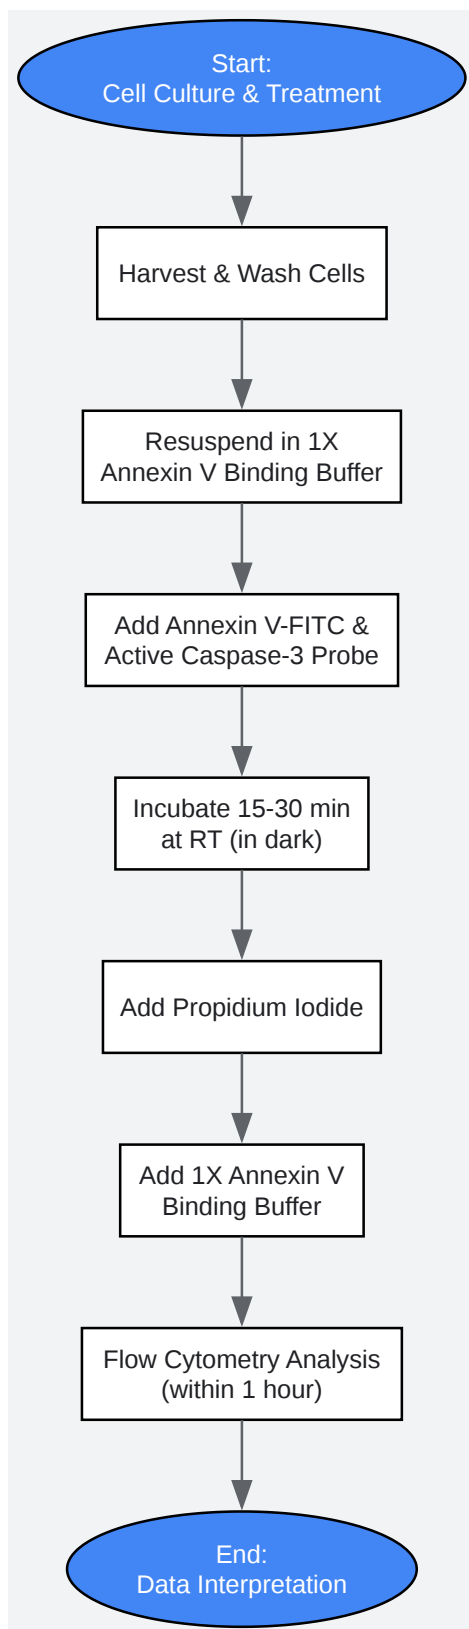 Start:
Cell Culture & Treatment
Harvest & Wash Cells
Resuspend in 1X
Annexin V Binding Buffer
Add Annexin V-FITC &
Active Caspase-3 Probe
Incubate 15-30 min
at RT (in dark)
Add Propidium Iodide
Add 1X Annexin V
Binding Buffer
Flow Cytometry Analysis
(within 1 hour)
End:
Data Interpretation